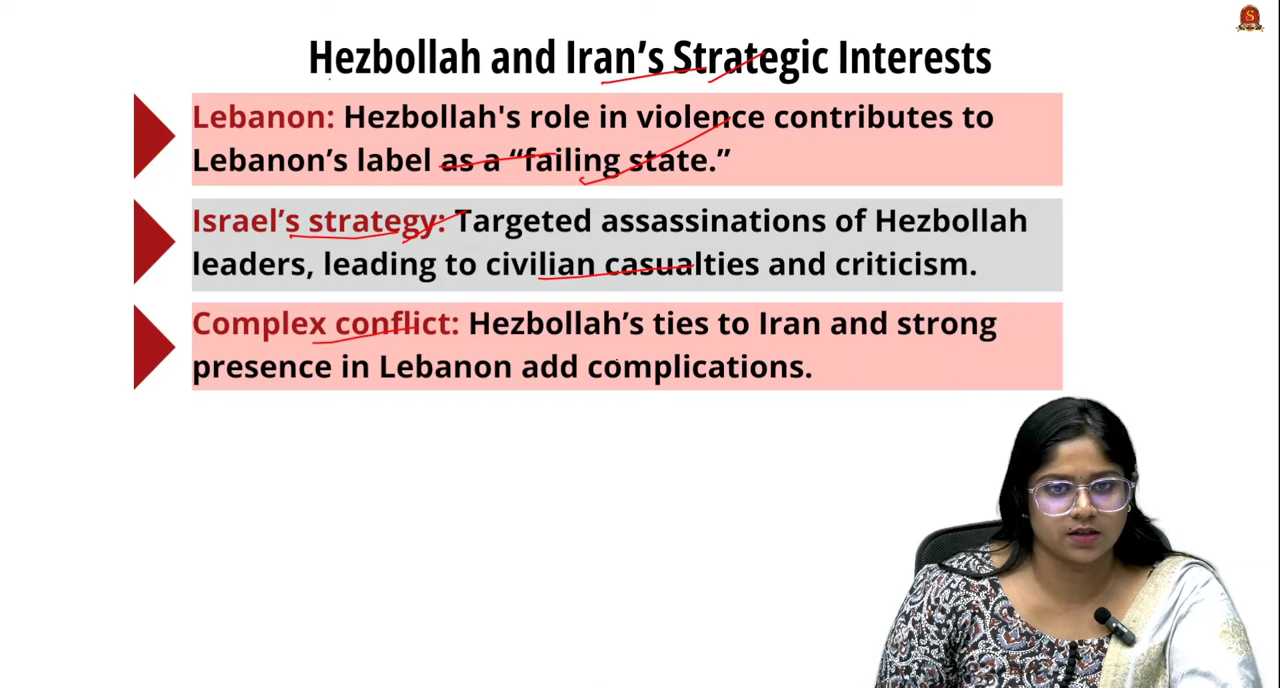 Hezbollah and Iran’s Strategic Interests
Lebanon: Hezbollah's role in violence contributes to
Lebanon’s label as a “failing state.”
Israel’s strategy: Targeted assassinations of Hezbollah
leaders, leading to civilian casualties and criticism.
Complex conflict: Hezbollah’s ties to Iran and strong
presence in Lebanon add complications.
S